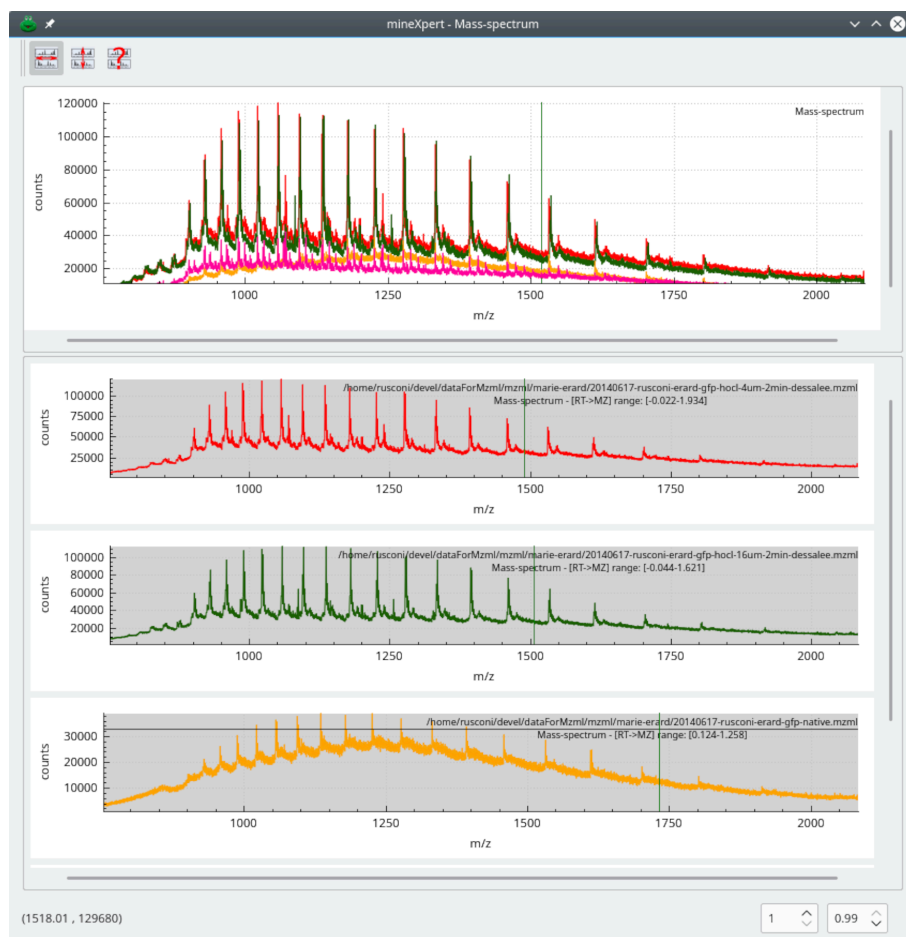 mineXpert - Mass-spectrum
?
120000
Mass-spectrum
100000
80000
counts
60000
40000
20000
1000 1250 1500 1750 2000
m/z
/home/rusconi/devel/dataForMzml/mzml/marie-erard/20140617-rusconi-erard-gfp-hocl-4um-2min-dessalee.mzml
Mass-spectrum - [RT->MZ] range: [-0.022-1.934]
100000
75000
counts
50000
25000
1000 1250 1500 1750 2000
m/z
/home/rusconi/devel/dataForMzml/mzml/marie-erard/20140617-rusconi-erard-gfp-hocl-16um-2min-dessalee.mzml
Mass-spectrum - [RT->MZ] range: [-0.044-1.621]
100000
80000
counts
60000
40000
20000
1000 1250 1500 1750 2000
m/z
/home/rusconi/devel/dataForMzml/mzml/marie-erard/20140617-rusconi-erard-gfp-native.mzml
Mass-spectrum - [RT->MZ] range: [0.124-1.258]
30000
counts
20000
10000
1000 1250 1500 1750 2000
m/z
(1518.01 , 129680) 1 0.99